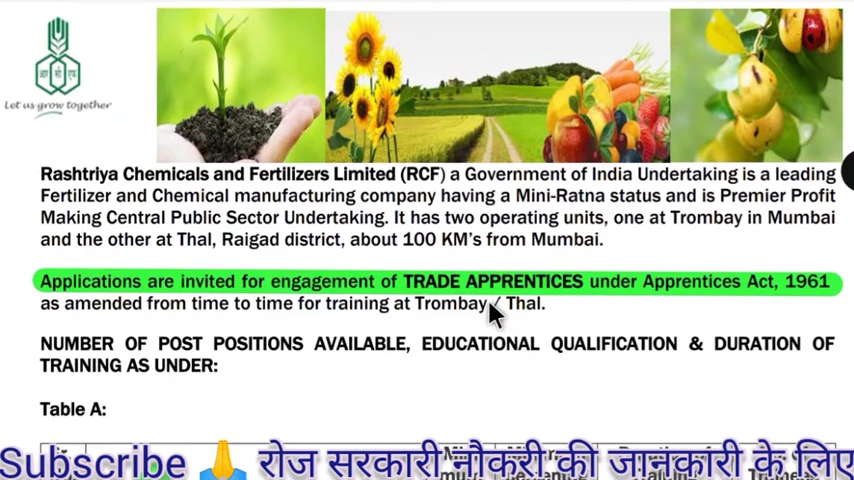 आर सी एफ
Let us grow together
Rashtriya Chemicals and Fertilizers Limited (RCF) a Government of India Undertaking is a leading
Fertilizer and Chemical manufacturing company having a Mini-Ratna status and is Premier Profit
Making Central Public Sector Undertaking. It has two operating units, one at Trombay in Mumbai
and the other at Thal, Raigad district, about 100 KM's from Mumbai.
Applications are invited for engagement of TRADE APPRENTICES under Apprentices Act, 1961
as amended from time to time for training at Trombay / Thal.
NUMBER OF POST POSITIONS AVAILABLE, EDUCATIONAL QUALIFICATION & DURATION OF
TRAINING AS UNDER:
Table A:
Subscribe 🙏 रोज सरकारी नौकरी की जानकारी के लिए